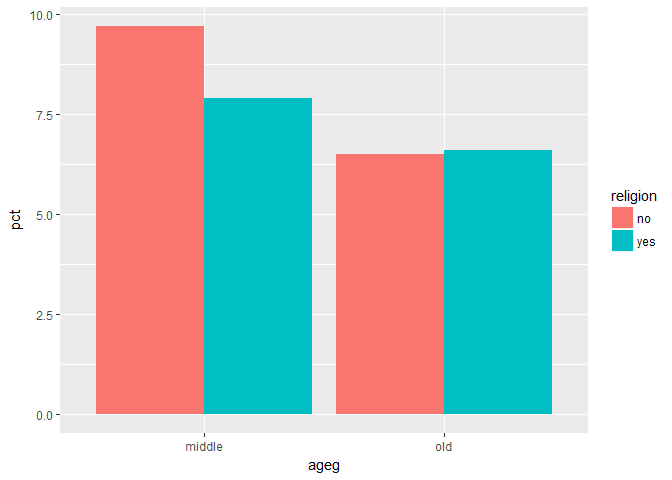 10.0
7.5
5.0
2.5
0.0
pct
middle
old
ageg
religion
no
yes